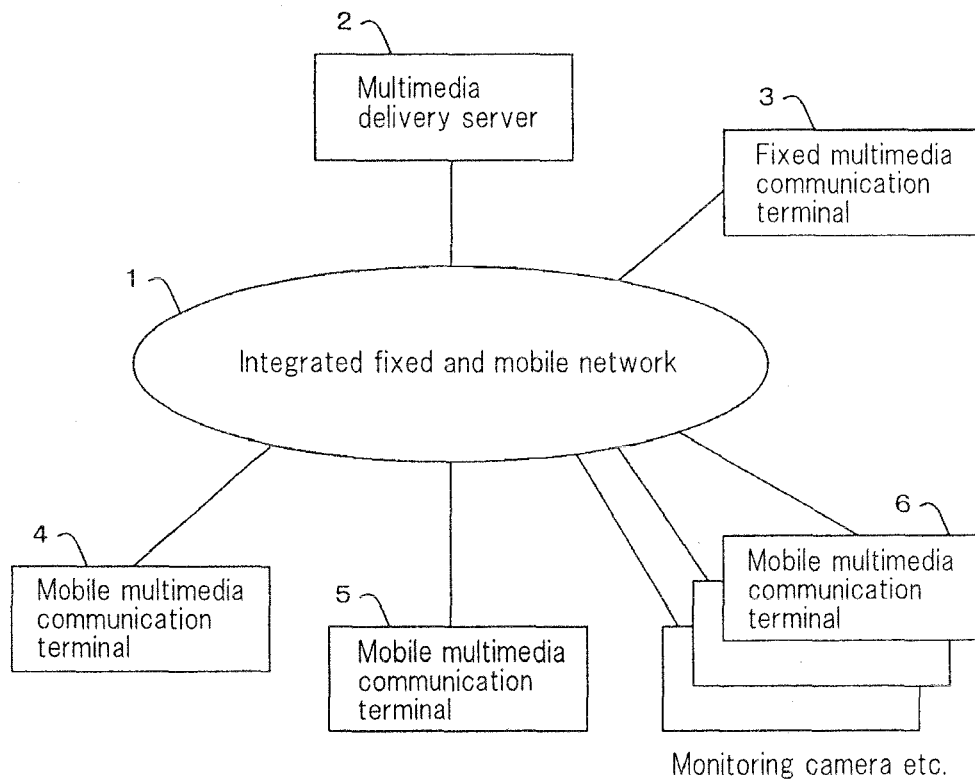 2
Multimedia
delivery server
3
Fixed multimedia
communication
terminal
1
Integrated fixed and mobile network
4
Mobile multimedia
communication
terminal
5
Mobile multimedia
communication
terminal
6
Mobile multimedia
communication
terminal
Monitoring camera etc.